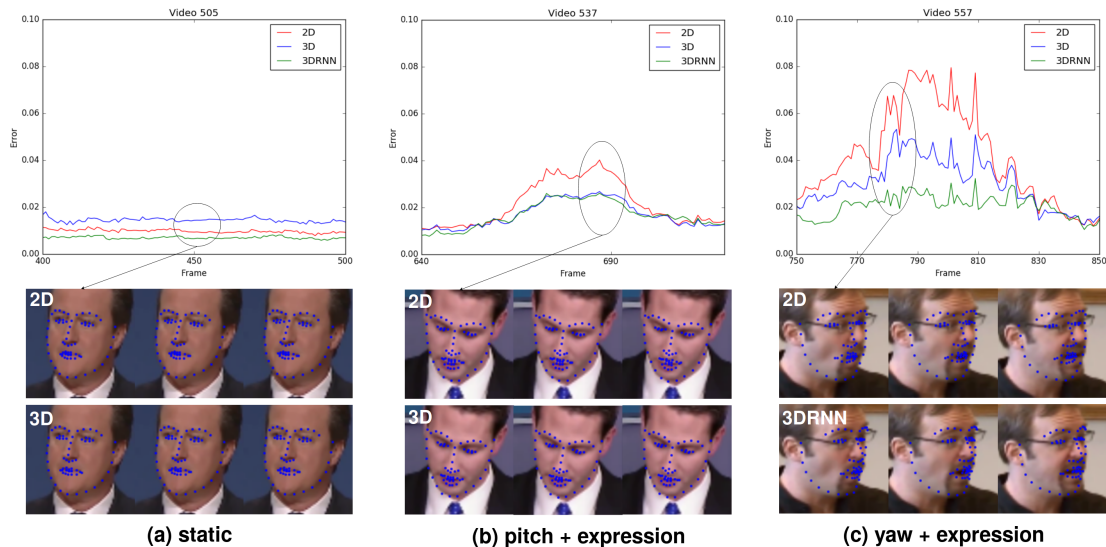 Video 505
0.10
0.08
0.06
0.04
0.02
0.00
Error
2D
3D
3DRNN
400
450
500
Frame
2D
3D
(a) static
Video 537
0.10
0.08
0.06
0.04
0.02
0.00
Error
2D
3D
3DRNN
640
690
Frame
2D
3D
(b) pitch + expression
Video 557
0.10
0.08
0.06
0.04
0.02
0.00
Error
2D
3D
3DRNN
750
760
780
810
830
850
Frame
2D
3DRNN
(c) yaw + expression